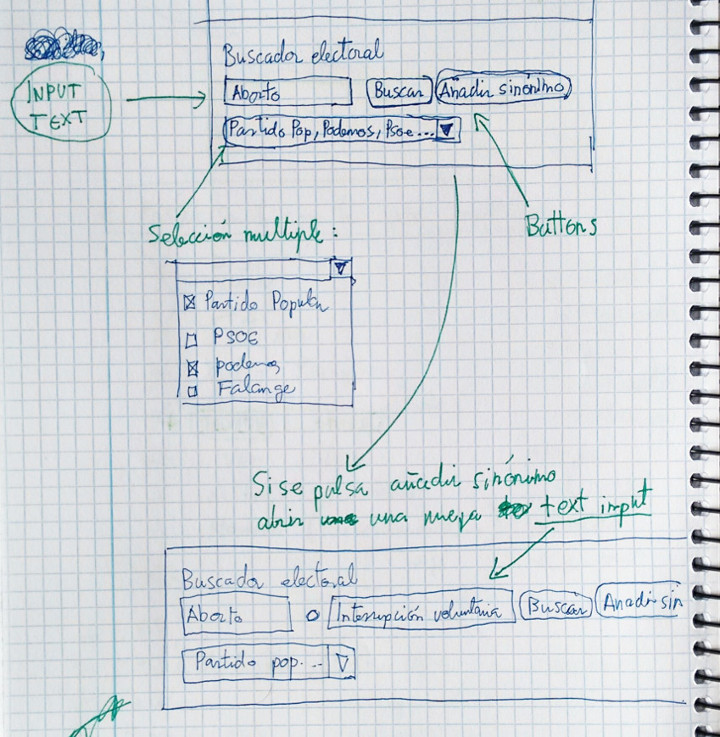 INPUT
TEXT
Buscador electoral
Aborto
Buscar
Añadir sinónimo
Partido Pop, Podemos, Psoe...
Buttons
Selección multiple:
Partido Popular
PSOE
podemos
Falange
Si se pulsa añadir sinónimo
abrir una nueva text imput
Buscador electoral
Aborto o Interrupción voluntaria Buscar Anadir sin
Partido pop...